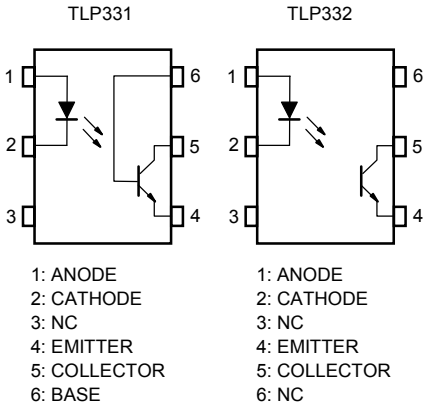 TLP331 TLP332
1 6 1 6
2 5 2 5
3 4 3 4
1: ANODE
2: CATHODE
3: NC
4: EMITTER
5: COLLECTOR
6: BASE
1: ANODE
2: CATHODE
3: NC
4: EMITTER
5: COLLECTOR
6: NC